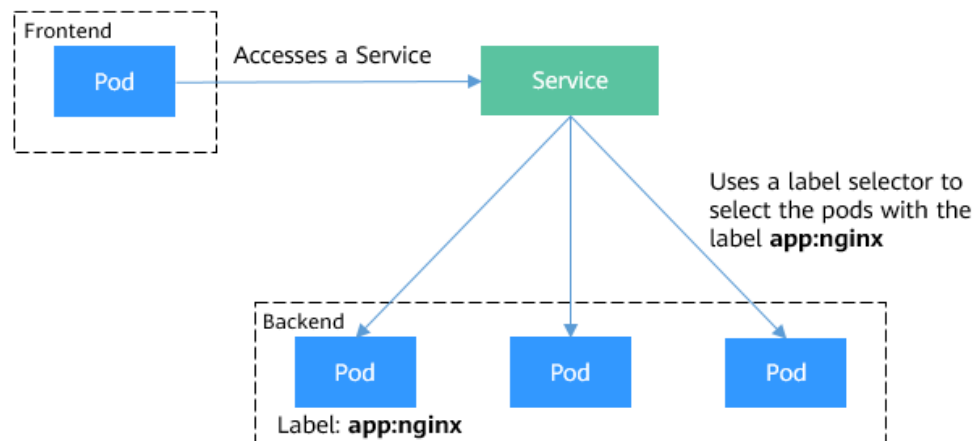 Frontend
Pod
Accesses a Service
Service
Uses a label selector to
select the pods with the
label app:nginx
Backend
Pod
Pod
Pod
Label: app:nginx